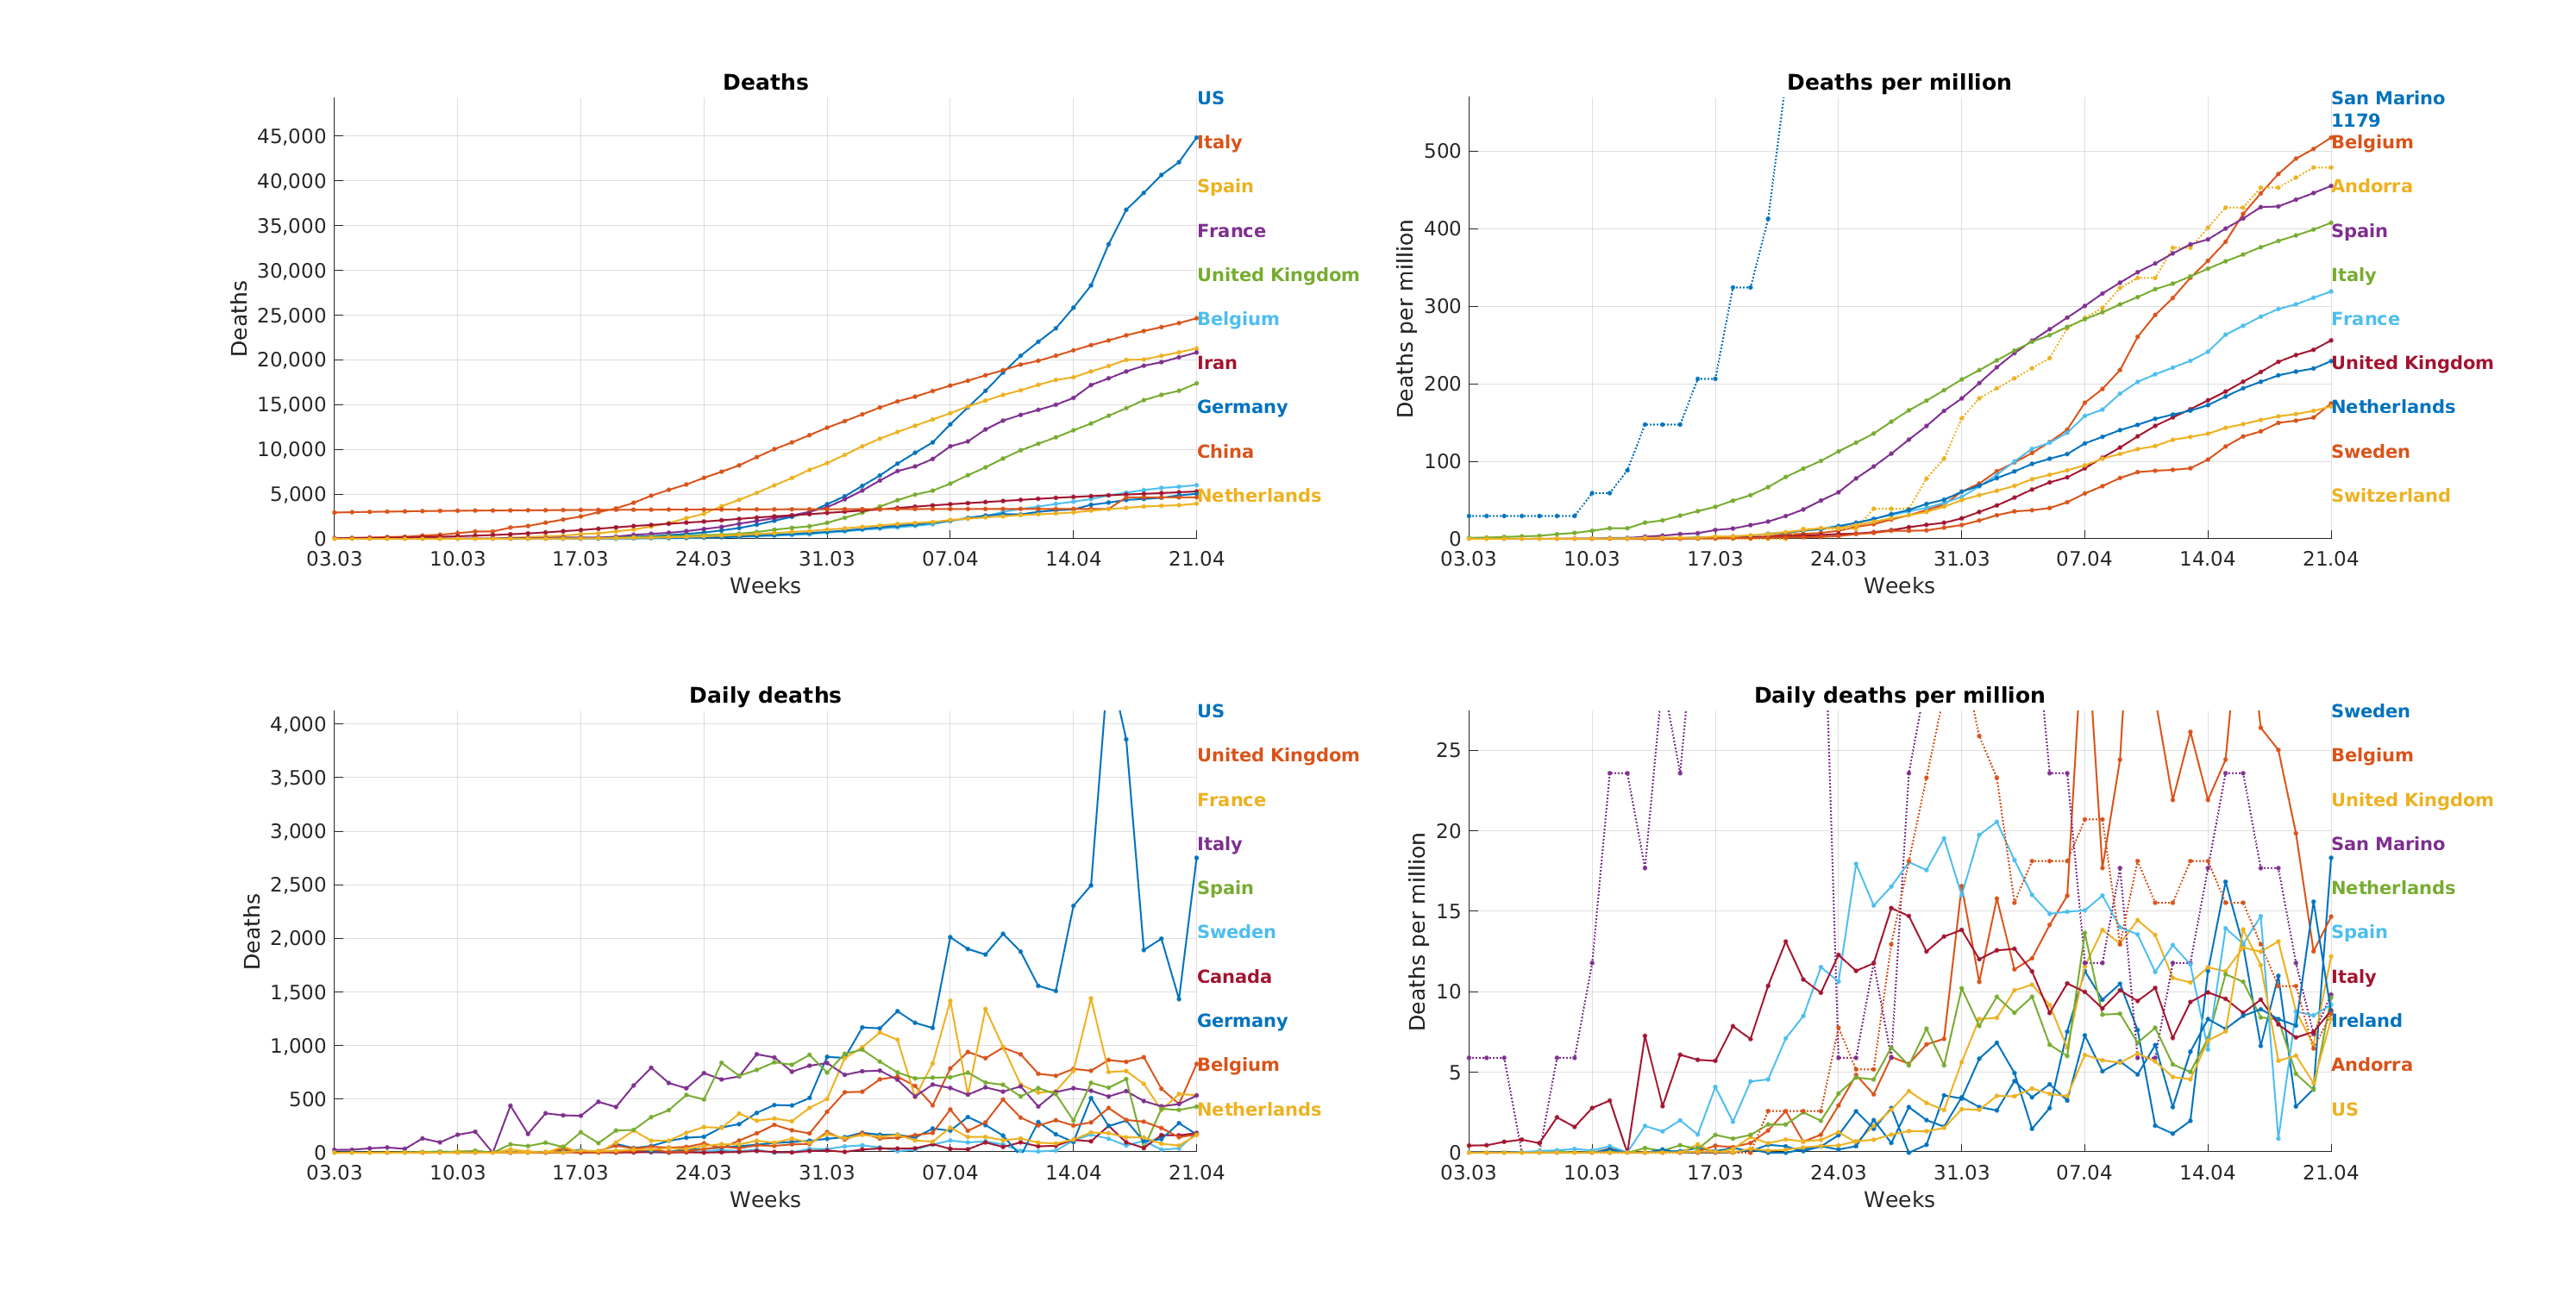 Deaths
US
45,000
Italy
40,000
Spain
35,000
France
30,000
United Kingdom
25,000
Belgium
20,000
Iran
15,000
Germany
10,000
China
5,000
Netherlands
0
Deaths
03.03 10.03 17.03 24.03 31.03 07.04 14.04 21.04
Weeks
Deaths per million
San Marino
1179
500
Belgium
Andorra
400
Spain
300
Italy
France
200
United Kingdom
Netherlands
100
Sweden
Switzerland
0
Deaths per million
03.03 10.03 17.03 24.03 31.03 07.04 14.04 21.04
Weeks
Daily deaths
US
4,000
United Kingdom
3,500
France
3,000
Italy
2,500
Spain
2,000
Sweden
1,500
Canada
Germany
1,000
Belgium
500
Netherlands
0
Deaths
03.03 10.03 17.03 24.03 31.03 07.04 14.04 21.04
Weeks
Daily deaths per million
Sweden
25
Belgium
United Kingdom
20
San Marino
Netherlands
15
Spain
10
Italy
Ireland
5
Andorra
US
0
Deaths per million
03.03 10.03 17.03 24.03 31.03 07.04 14.04 21.04
Weeks